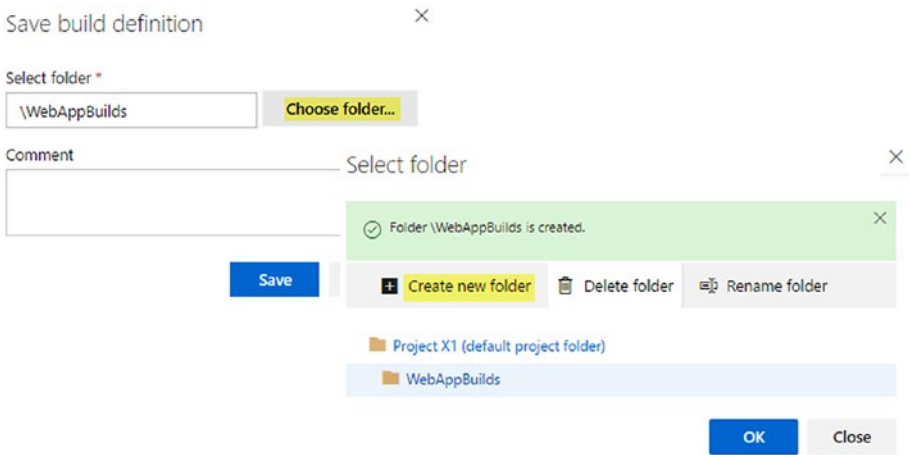 Save build definition
Select folder *
\WebAppBuilds
Choose folder...
Comment
Save
Select folder
Folder \WebAppBuilds is created.
Create new folder Delete folder Rename folder
Project X1 (default project folder)
WebAppBuilds
OK Close